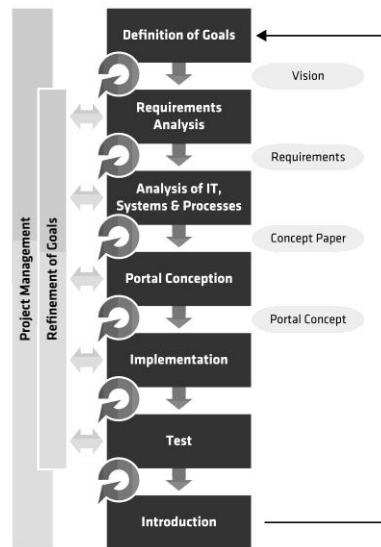 Definition of Goals
Vision
Requirements
Analysis
Requirements
Analysis of IT,
Systems & Processes
Concept Paper
Portal Conception
Portal Concept
Implementation
Test
Introduction
Project Management
Refinement of Goals